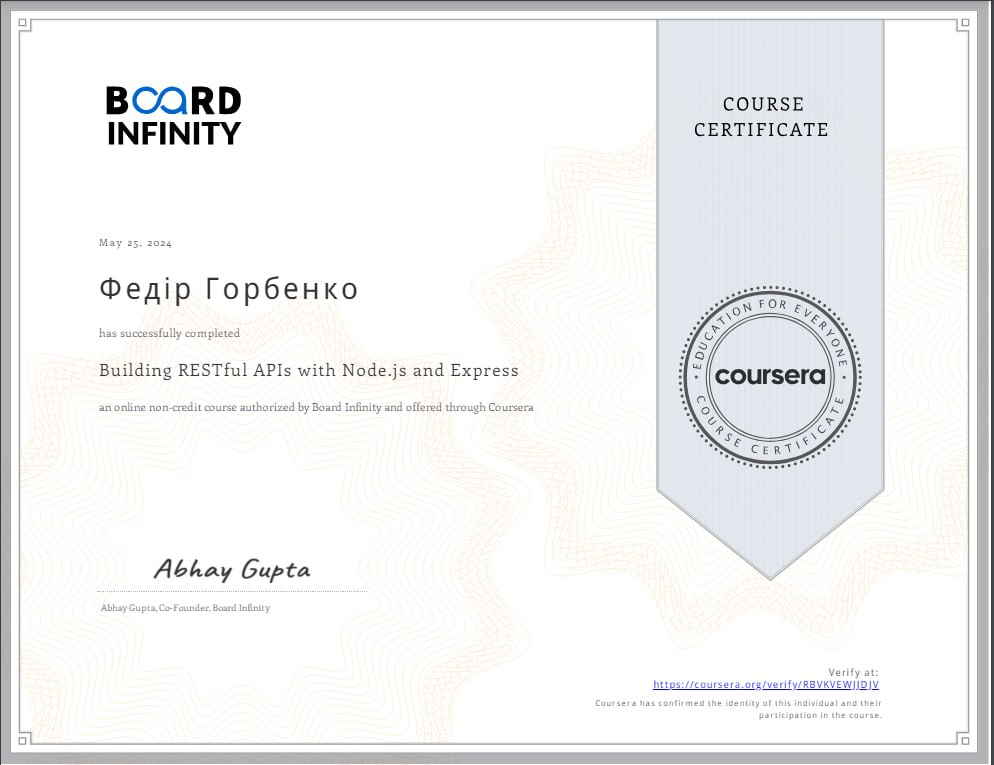 BOARD
INFINITY
COURSE
CERTIFICATE
May 25, 2024
Федір Горбенко
has successfully completed
Building RESTful APIs with Node.js and Express
an online non-credit course authorized by Board Infinity and offered through Coursera
EDUCATION FOR EVERYONE
coursera
COURSE CERTIFICATE
Abhay Gupta
Abhay Gupta, Co-Founder, Board Infinity
Verify at:
https://coursera.org/verify/RBVKVEWJJDJV
Coursera has confirmed the identity of this individual and their
participation in the course.